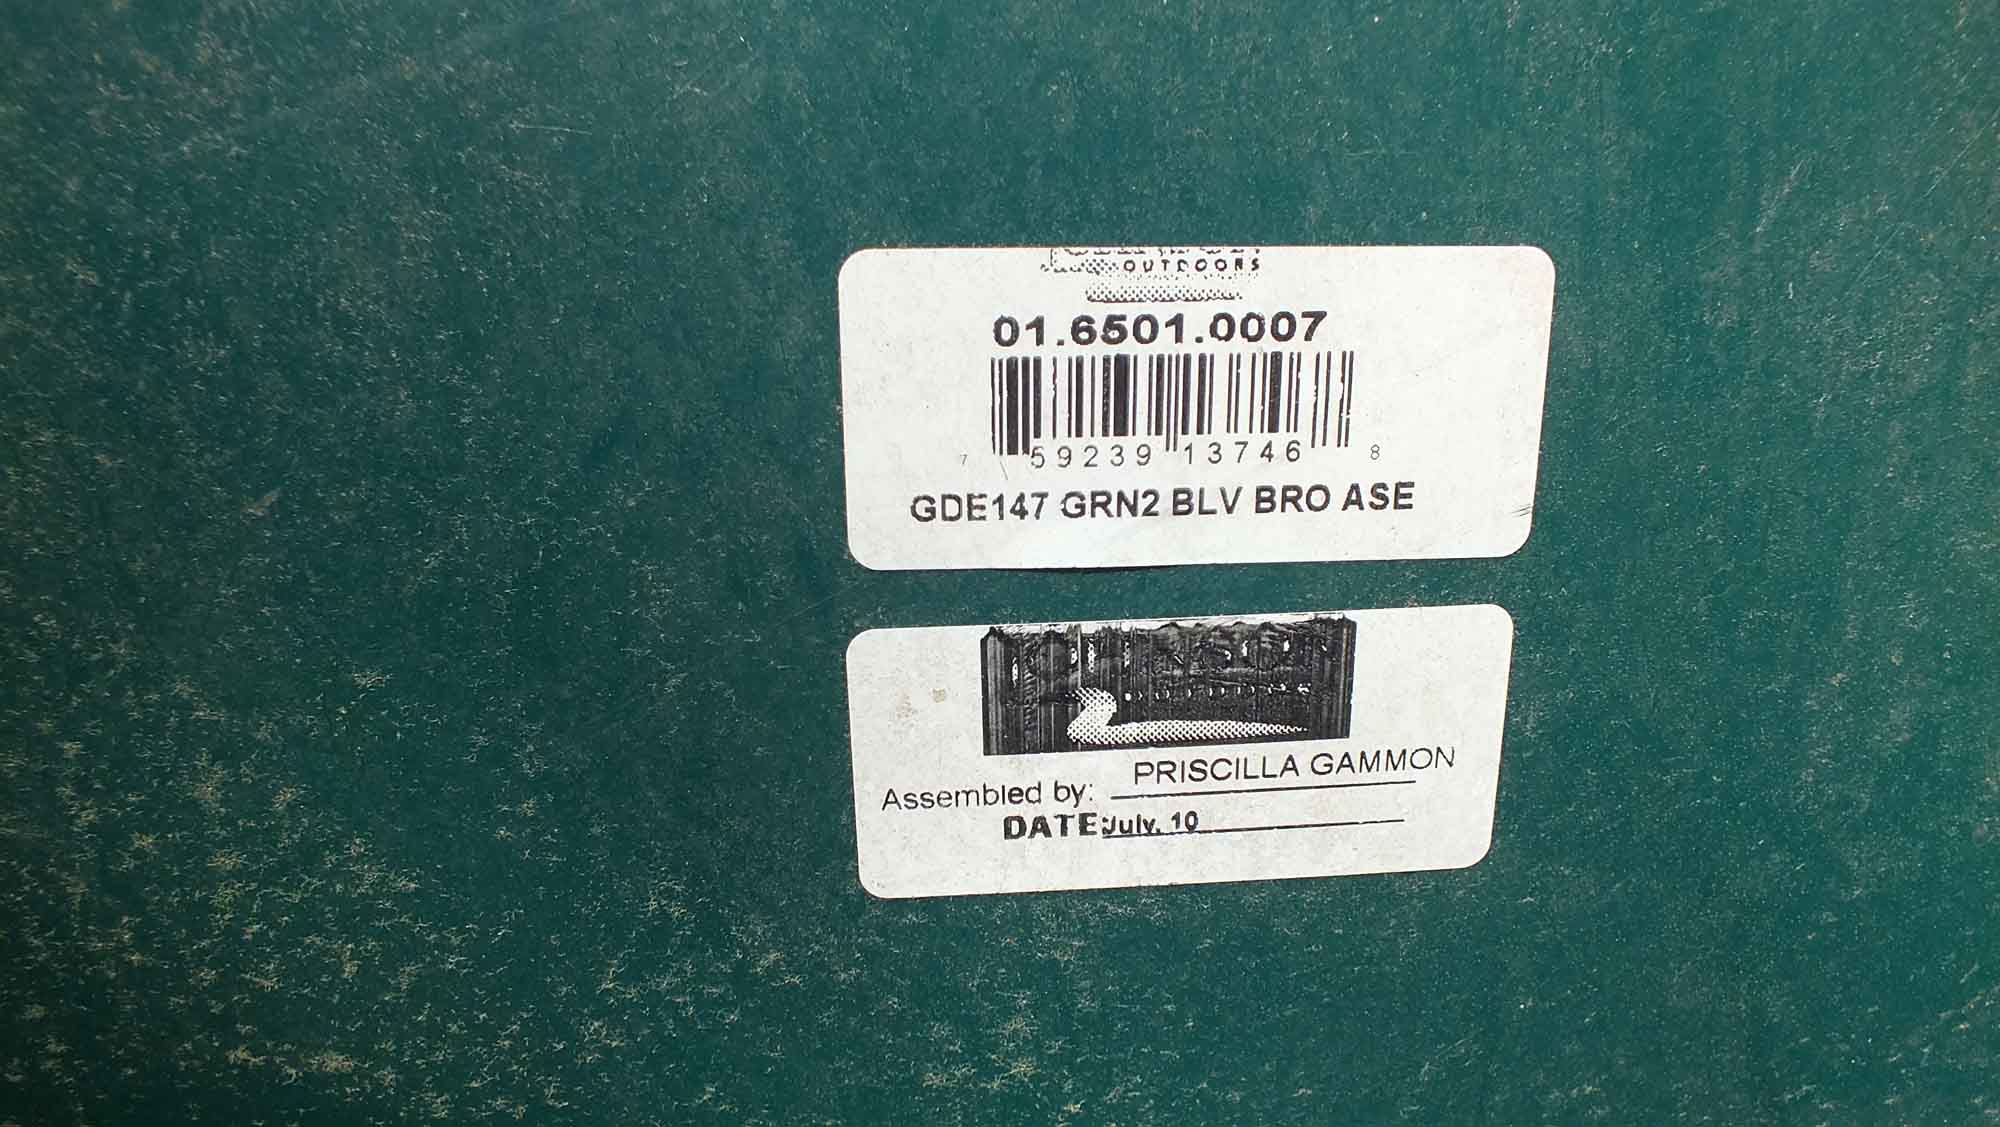 OUTDOORS
01.6501.0007
7 59239 13746 8
GDE147 GRN2 BLV BRO ASE
PRISCILLA GAMMON
Assembled by:
DATE: July. 10